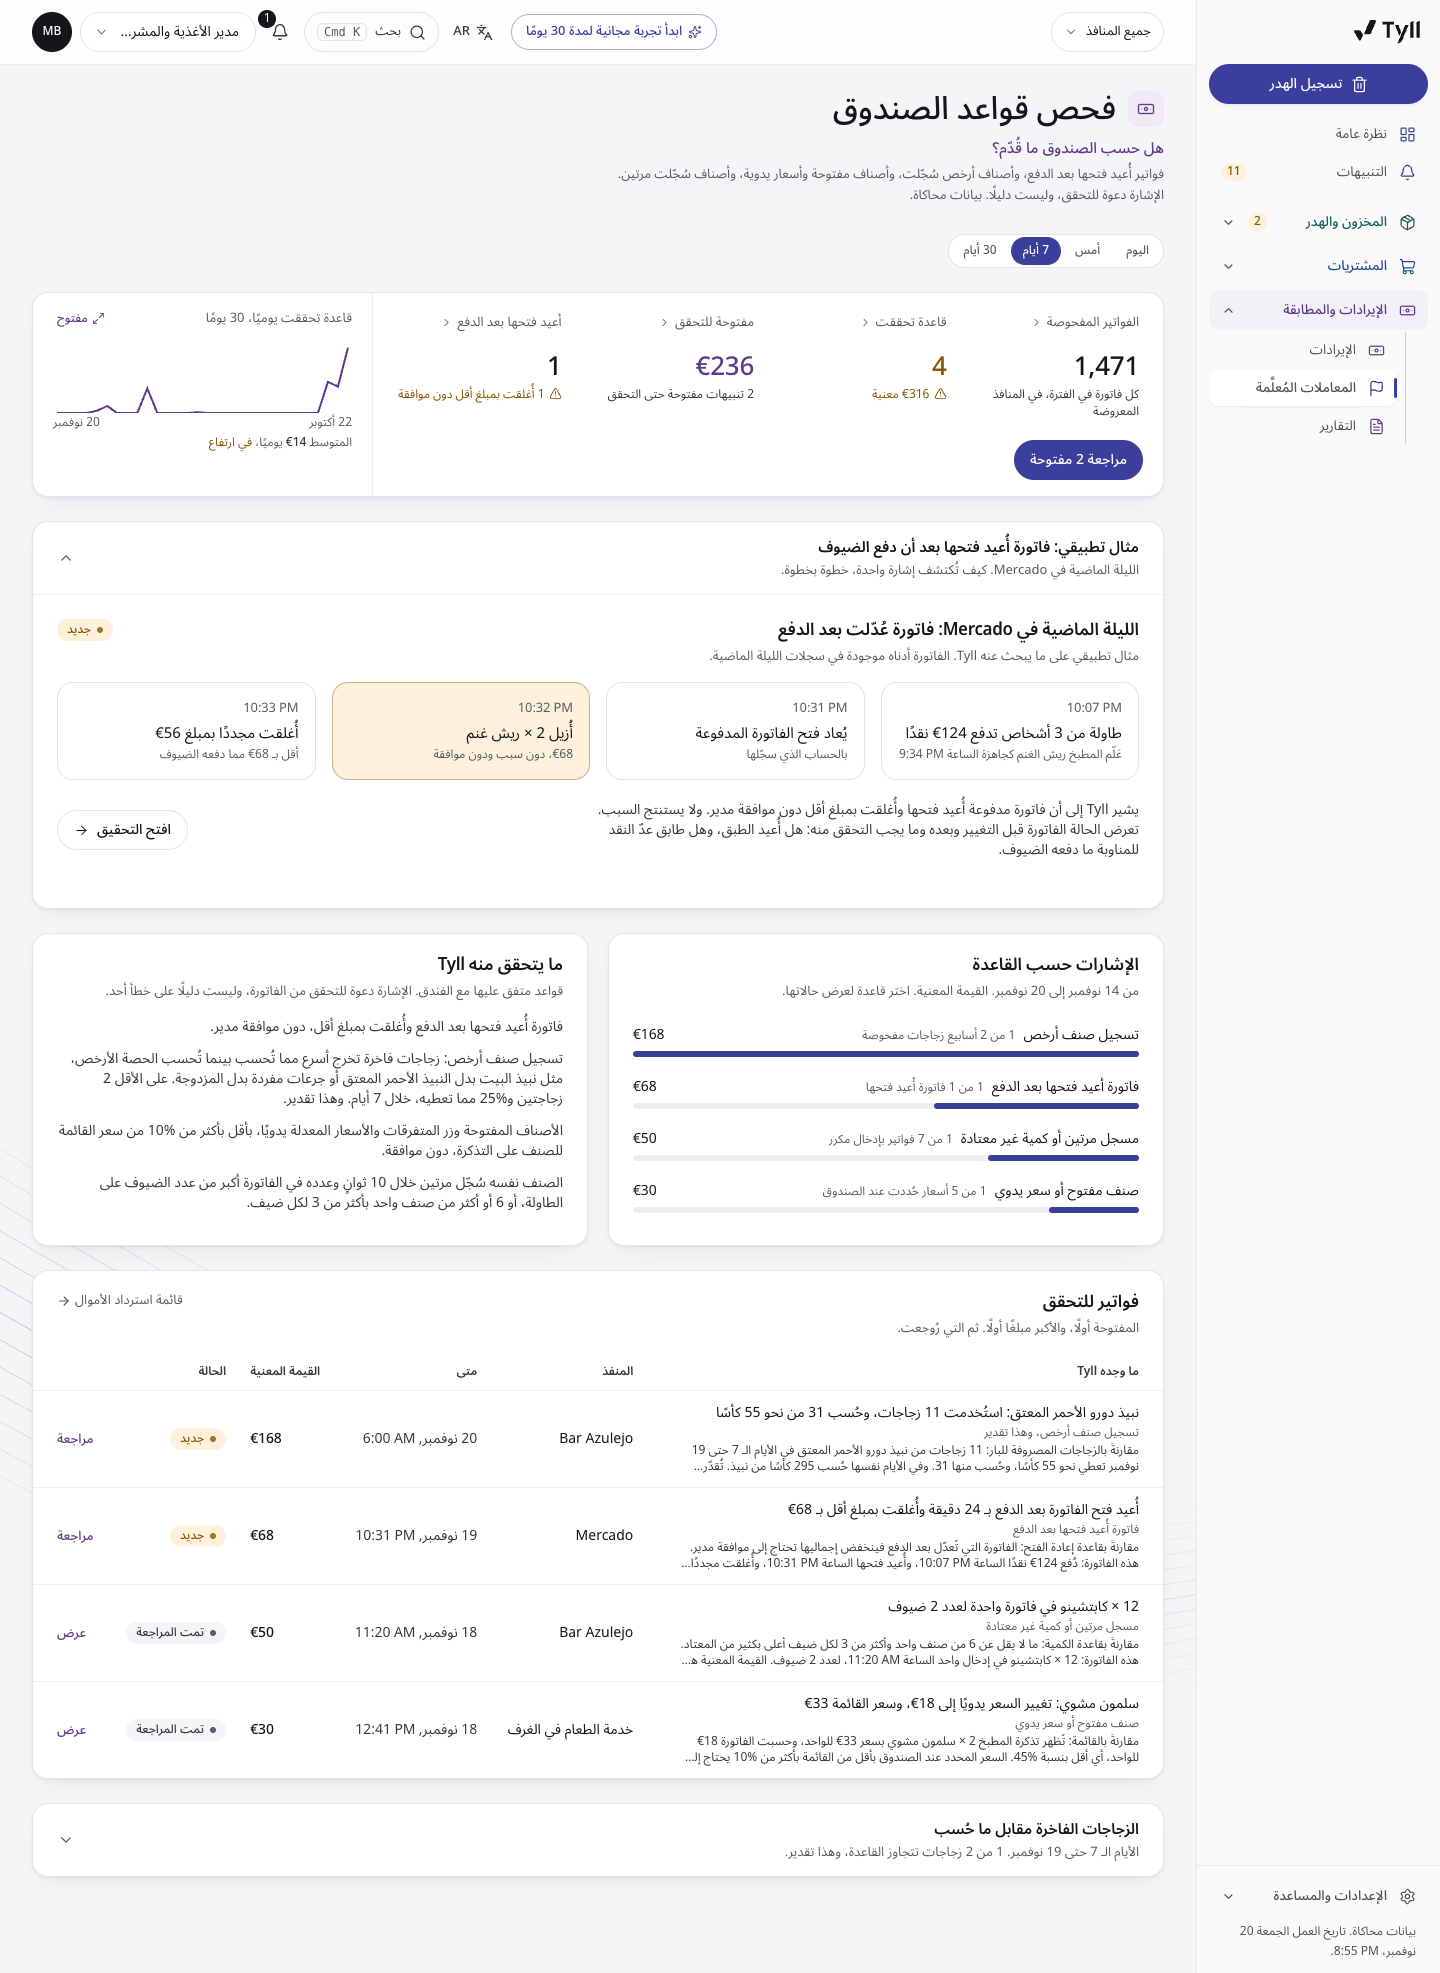 Tyll
تسجيل الهدر
نظرة عامة
التنبيهات 11
المخزون والهدر 2
المشتريات
الإيرادات والمطابقة
الإيرادات
المعاملات المُعلَّمة
التقارير
الإعدادات والمساعدة
بيانات محاكاة. تاريخ العمل الجمعة 20
نوفمبر، 8:55 PM.
جميع المنافذ
ابدأ تجربة مجانية لمدة 30 يومًا
AR
بحث Cmd K
1
مدير الأغذية والمشر...
MB
فحص قواعد الصندوق
هل حسب الصندوق ما قُدّم؟
فواتير أُعيد فتحها بعد الدفع، وأصناف أرخص سُجّلت، وأصناف مفتوحة وأسعار يدوية، وأصناف سُجّلت مرتين.
الإشارة دعوة للتحقق، وليست دليلًا. بيانات محاكاة.
اليوم
أمس
7 أيام
30 أيام
الفواتير المفحوصة
1,471
كل فاتورة في الفترة، في المنافذ
المعروضة
قاعدة تحققت
4
€316 معنية
مفتوحة للتحقق
€236
2 تنبيهات مفتوحة حتى التحقق
أعيد فتحها بعد الدفع
1
1 أُغلقت بمبلغ أقل دون موافقة
مراجعة 2 مفتوحة
قاعدة تحققت يوميًا، 30 يومًا
مفتوح
22 أكتوبر
20 نوفمبر
المتوسط €14 يوميًا، في ارتفاع
مثال تطبيقي: فاتورة أُعيد فتحها بعد أن دفع الضيوف
الليلة الماضية في Mercado. كيف تُكتشف إشارة واحدة، خطوة بخطوة.
الليلة الماضية في Mercado: فاتورة عُدّلت بعد الدفع
جديد
مثال تطبيقي على ما يبحث عنه Tyll. الفاتورة أدناه موجودة في سجلات الليلة الماضية.
10:07 PM
طاولة من 3 أشخاص تدفع €124 نقدًا
عَلّم المطبخ ريش الغنم كجاهزة الساعة 9:34 PM
10:31 PM
يُعاد فتح الفاتورة المدفوعة
بالحساب الذي سجّلها
10:32 PM
أُزيل 2 × ريش غنم
€68، دون سبب ودون موافقة
10:33 PM
أُغلقت مجددًا بمبلغ €56
أقل بـ €68 مما دفعه الضيوف
يشير Tyll إلى أن فاتورة مدفوعة أُعيد فتحها وأُغلقت بمبلغ أقل دون موافقة مدير. ولا يستنتج السبب.
تعرض الحالة الفاتورة قبل التغيير وبعده وما يجب التحقق منه: هل أُعيد الطبق، وهل طابق عدّ النقد
للمناوبة ما دفعه الضيوف.
افتح التحقيق
الإشارات حسب القاعدة
من 14 نوفمبر إلى 20 نوفمبر. القيمة المعنية. اختر قاعدة لعرض حالاتها.
تسجيل صنف أرخص 1 من 2 أسابيع زجاجات مفحوصة €168
فاتورة أعيد فتحها بعد الدفع 1 من 1 فاتورة أُعيد فتحها €68
مسجل مرتين أو كمية غير معتادة 1 من 7 فواتير بإدخال مكرر €50
صنف مفتوح أو سعر يدوي 1 من 5 أسعار حُددت عند الصندوق €30
ما يتحقق منه Tyll
قواعد متفق عليها مع الفندق. الإشارة دعوة للتحقق من الفاتورة، وليست دليلًا على خطأ أحد.
فاتورة أُعيد فتحها بعد الدفع وأُغلقت بمبلغ أقل، دون موافقة مدير.
تسجيل صنف أرخص: زجاجات فاخرة تخرج أسرع مما تُحسب بينما تُحسب الحصة الأرخص،
مثل نبيذ البيت بدل النبيذ الأحمر المعتق أو جرعات مفردة بدل المزدوجة. على الأقل 2
زجاجتين و25% مما تعطيه، خلال 7 أيام. وهذا تقدير.
الأصناف المفتوحة وزر المتفرقات والأسعار المعدلة يدويًا، بأقل بأكثر من 10% من سعر القائمة
للصنف على التذكرة، دون موافقة.
الصنف نفسه سُجّل مرتين خلال 10 ثوانٍ وعدده في الفاتورة أكبر من عدد الضيوف على
الطاولة، أو 6 أو أكثر من صنف واحد بأكثر من 3 لكل ضيف.
فواتير للتحقق
قائمة استرداد الأموال
المفتوحة أولًا، والأكبر مبلغًا أولًا. ثم التي رُوجعت.
ما وجده Tyll
المنفذ
متى
القيمة المعنية
الحالة
نبيذ دورو الأحمر المعتق: استُخدمت 11 زجاجات، وحُسب 31 من نحو 55 كأسًا
تسجيل صنف أرخص، وهذا تقدير
مقارنةً بالزجاجات المصروفة للبار: 11 زجاجات من نبيذ دورو الأحمر المعتق في الأيام الـ 7 حتى 19
نوفمبر تعطي نحو 55 كأسًا، وحُسب منها 31. وفي الأيام نفسها حُسب 295 كأسًا من نبيذ. تُقدّر...
Bar Azulejo
20 نوفمبر, 6:00 AM
€168
جديد
مراجعة
أُعيد فتح الفاتورة بعد الدفع بـ 24 دقيقة وأُغلقت بمبلغ أقل بـ €68
فاتورة أُعيد فتحها بعد الدفع
مقارنةً بقاعدة إعادة الفتح: الفاتورة التي تُعدّل بعد الدفع فينخفض إجماليها تحتاج إلى موافقة مدير.
هذه الفاتورة: دُفع €124 نقدًا الساعة 10:07 PM، وأُعيد فتحها الساعة 10:31 PM، وأُغلقت مجددًا...
Mercado
19 نوفمبر, 10:31 PM
€68
جديد
مراجعة
12 × كابتشينو في فاتورة واحدة لعدد 2 ضيوف
مسجل مرتين أو كمية غير معتادة
مقارنةً بقاعدة الكمية: ما لا يقل عن 6 من صنف واحد وأكثر من 3 لكل ضيف أعلى بكثير من المعتاد.
هذه الفاتورة: 12 × كابتشينو في إدخال واحد الساعة 11:20 AM، لعدد 2 ضيوف. القيمة المعنية هـ...
Bar Azulejo
18 نوفمبر, 11:20 AM
€50
تمت المراجعة
عرض
سلمون مشوي: تغيير السعر يدويًا إلى €18، وسعر القائمة €33
صنف مفتوح أو سعر يدوي
مقارنةً بالقائمة: تُظهر تذكرة المطبخ 2 × سلمون مشوي بسعر €33 للواحد، وحسبت الفاتورة €18
للواحد، أي أقل بنسبة 45%. السعر المحدد عند الصندوق بأقل من القائمة بأكثر من 10% يحتاج إل...
خدمة الطعام في الغرف
18 نوفمبر, 12:41 PM
€30
تمت المراجعة
عرض
الزجاجات الفاخرة مقابل ما حُسب
الأيام الـ 7 حتى 19 نوفمبر. 1 من 2 زجاجات تتجاوز القاعدة، وهذا تقدير.